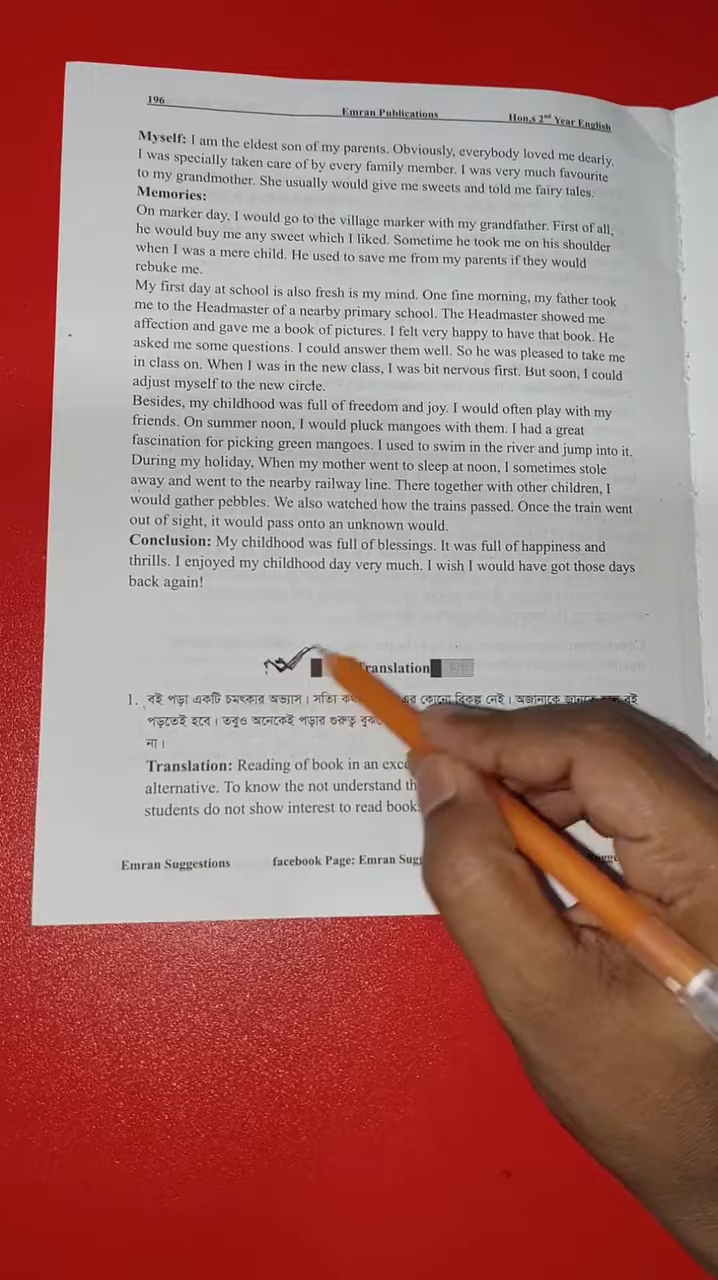 196
Emran Publications
Hon,s 2nd Year English
Myself: I am the eldest son of my parents. Obviously, everybody loved me dearly.
I was specially taken care of by every family member. I was very much favourite
to my grandmother. She usually would give me sweets and told me fairy tales.
Memories:
On marker day, I would go to the village marker with my grandfather. First of all,
he would buy me any sweet which I liked. Sometime he took me on his shoulder
when I was a mere child. He used to save me from my parents if they would
rebuke me.
My first day at school is also fresh is my mind. One fine morning, my father took
me to the Headmaster of a nearby primary school. The Headmaster showed me
affection and gave me a book of pictures. I felt very happy to have that book. He
asked me some questions. I could answer them well. So he was pleased to take me
in class on. When I was in the new class, I was bit nervous first. But soon, I could
adjust myself to the new circle.
Besides, my childhood was full of freedom and joy. I would often play with my
friends. On summer noon, I would pluck mangoes with them. I had a great
fascination for picking green mangoes. I used to swim in the river and jump into it.
During my holiday, When my mother went to sleep at noon, I sometimes stole
away and went to the nearby railway line. There together with other children, I
would gather pebbles. We also watched how the trains passed. Once the train went
out of sight, it would pass onto an unknown would.
Conclusion: My childhood was full of blessings. It was full of happiness and
thrills. I enjoyed my childhood day very much. I wish I would have got those days
back again!
Translation
1. বই পড়া একটি চমৎকার অভ্যাস। সত্যি এর কোনো বিকল্প নেই। অজানাকে জানতে বই
পড়তেই হবে। তবুও অনেকেই পড়ার গুরুত্ব
না।
Translation: Reading of book in an
alternative. To know the not understand
students do not show interest to read book
Emran Suggestions
facebook Page: Emran